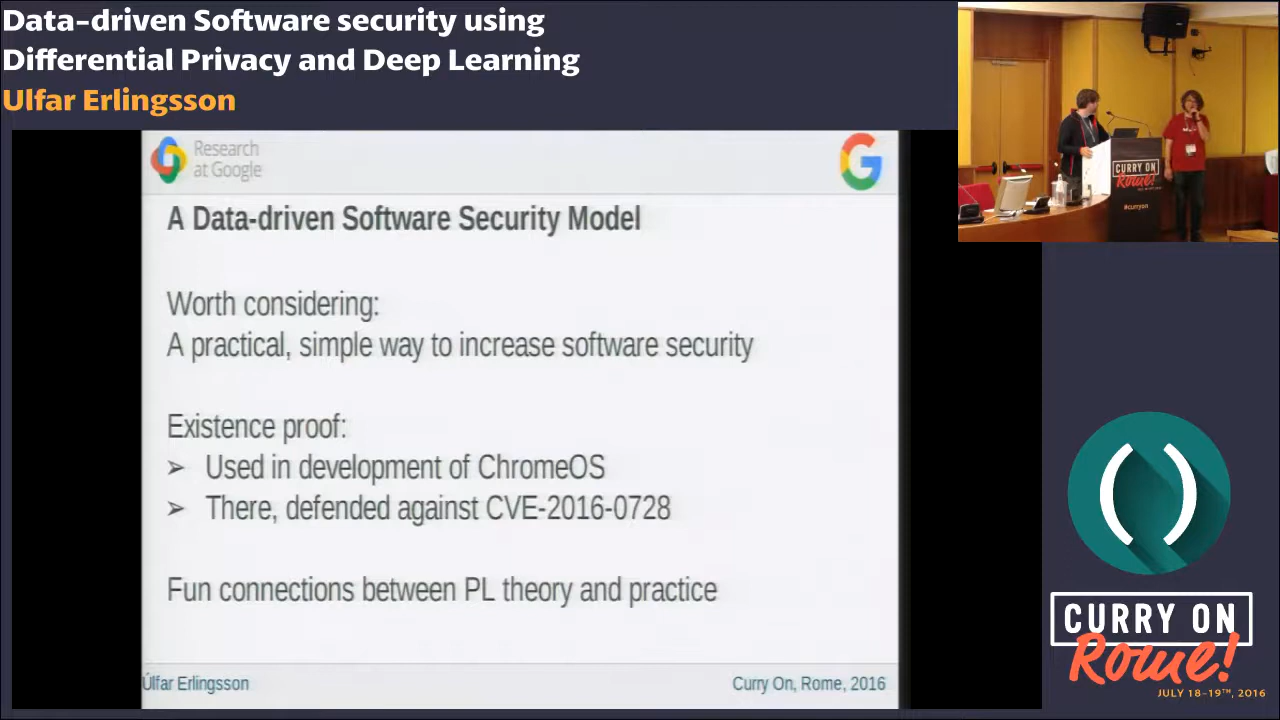 Data-driven Software security using
Differential Privacy and Deep Learning
Ulfar Erlingsson
Research
at Google
G
A Data-driven Software Security Model
Worth considering:
A practical, simple way to increase software security
Existence proof:
➢ Used in development of ChromeOS
➢ There, defended against CVE-2016-0728
Fun connections between PL theory and practice
Úlfar Erlingsson
Curry On, Rome, 2016
CURRY ON
Rome!
#curryon
( )
CURRY ON
Rome!
JULY 18-19TH, 2016